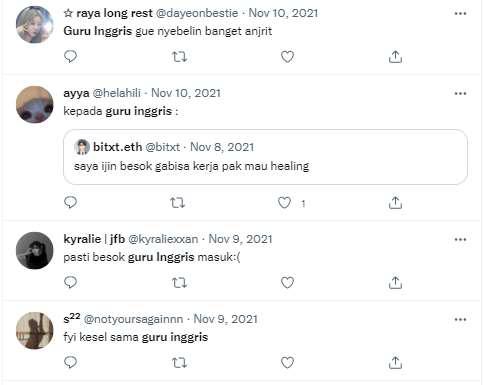 ☆ raya long rest @dayeonbestie · Nov 10, 2021
Guru Inggris gue nyebelin banget anjrit
ayya @helahili · Nov 10, 2021
kepada guru inggris :
bitxt.eth @bitxt · Nov 8, 2021
saya ijin besok gabisa kerja pak mau healing
1
kyralie | jfb @kyraliexxan · Nov 9, 2021
pasti besok guru Inggris masuk:(
s²² @notyoursagainnn · Nov 9, 2021
fyi kesel sama guru inggris